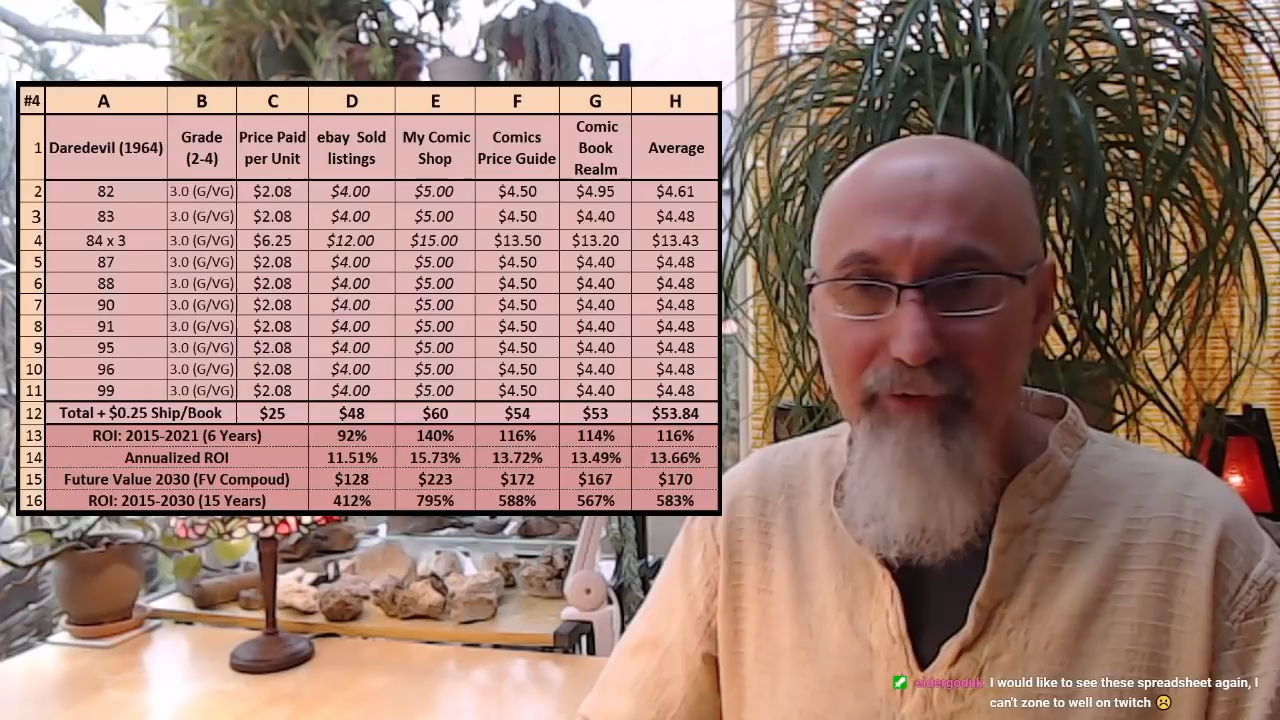 #4 A B C D E F G H
1 Daredevil (1964) Grade (2-4) Price Paid per Unit ebay Sold listings My Comic Shop Comics Price Guide Comic Book Realm Average
2 82 3.0 (G/VG) $2.08 $4.00 $5.00 $4.50 $4.95 $4.61
3 83 3.0 (G/VG) $2.08 $4.00 $5.00 $4.50 $4.40 $4.48
4 84 x 3 3.0 (G/VG) $6.25 $12.00 $15.00 $13.50 $13.20 $13.43
5 87 3.0 (G/VG) $2.08 $4.00 $5.00 $4.50 $4.40 $4.48
6 88 3.0 (G/VG) $2.08 $4.00 $5.00 $4.50 $4.40 $4.48
7 90 3.0 (G/VG) $2.08 $4.00 $5.00 $4.50 $4.40 $4.48
8 91 3.0 (G/VG) $2.08 $4.00 $5.00 $4.50 $4.40 $4.48
9 95 3.0 (G/VG) $2.08 $4.00 $5.00 $4.50 $4.40 $4.48
10 96 3.0 (G/VG) $2.08 $4.00 $5.00 $4.50 $4.40 $4.48
11 99 3.0 (G/VG) $2.08 $4.00 $5.00 $4.50 $4.40 $4.48
12 Total + $0.25 Ship/Book $25 $48 $60 $54 $53 $53.84
13 ROI: 2015-2021 (6 Years) 92% 140% 116% 114% 116%
14 Annualized ROI 11.51% 15.73% 13.72% 13.49% 13.66%
15 Future Value 2030 (FV Compoud) $128 $223 $172 $167 $170
16 ROI: 2015-2030 (15 Years) 412% 795% 588% 567% 583%
eldergoduk I would like to see these spreadsheet again, I
can't zone to well on twitch